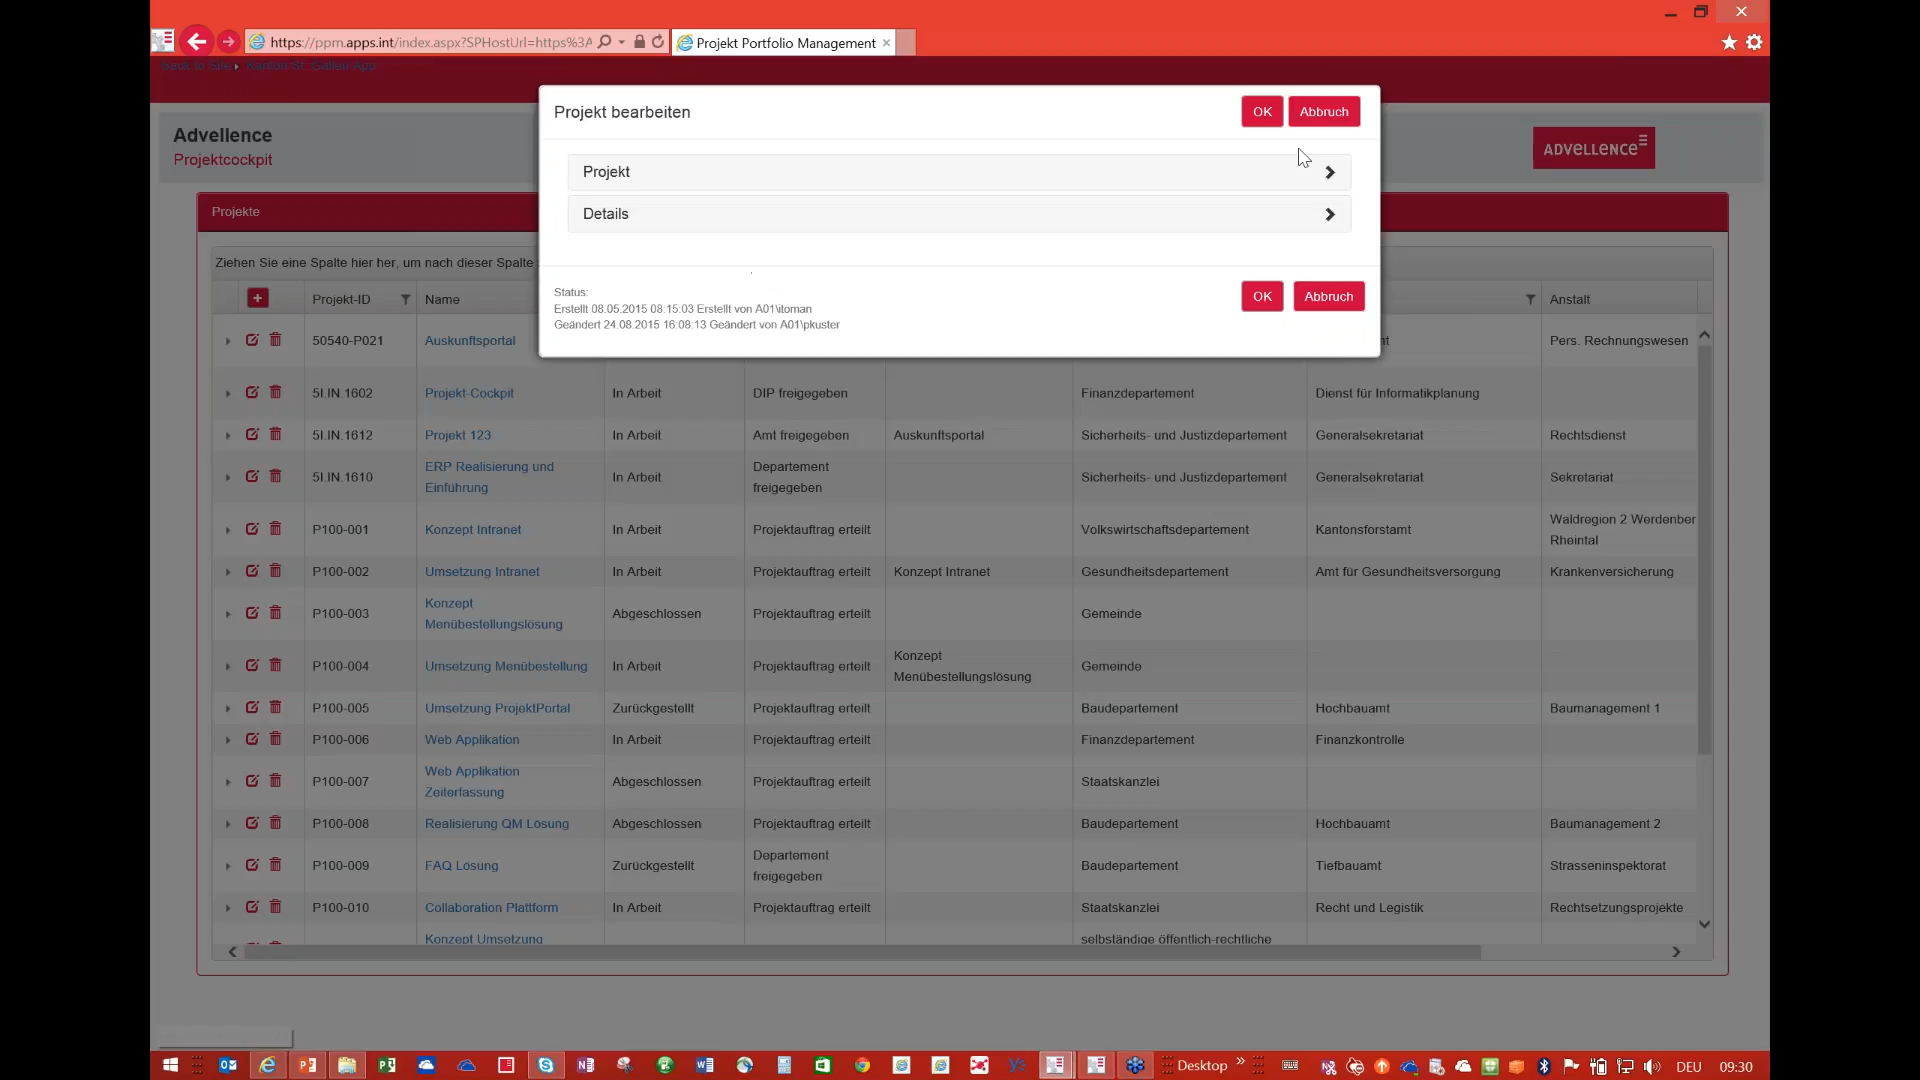 https://ppm.apps.int/index.aspx?SPHostUrl=https%3A
Projekt Portfolio Management
Back to Site
Kanton St. Gallen App
Advellence
Projektcockpit
ADVELLENCE
Projekt bearbeiten
OK
Abbruch
Projekt
Details
Status:
Erstellt 08.05.2015 08:15:03 Erstellt von A01\itoman
Geändert 24.08.2015 16:08:13 Geändert von A01\pkuster
OK
Abbruch
Projekte
Ziehen Sie eine Spalte hier her, um nach dieser Spalte
Projekt-ID Name Anstalt
50540-P021 Auskunftsportal Pers. Rechnungswesen
5I.IN.1602 Projekt-Cockpit In Arbeit DIP freigegeben Finanzdepartement Dienst für Informatikplanung
5I.IN.1612 Projekt 123 In Arbeit Amt freigegeben Auskunftsportal Sicherheits- und Justizdepartement Generalsekretariat Rechtsdienst
5I.IN.1610 ERP Realisierung und Einführung In Arbeit Departement freigegeben Sicherheits- und Justizdepartement Generalsekretariat Sekretariat
P100-001 Konzept Intranet In Arbeit Projektauftrag erteilt Volkswirtschaftsdepartement Kantonsforstamt Waldregion 2 Werdenber Rheintal
P100-002 Umsetzung Intranet In Arbeit Projektauftrag erteilt Konzept Intranet Gesundheitsdepartement Amt für Gesundheitsversorgung Krankenversicherung
P100-003 Konzept Menübestellungslösung Abgeschlossen Projektauftrag erteilt Gemeinde
P100-004 Umsetzung Menübestellung In Arbeit Projektauftrag erteilt Konzept Menübestellungslösung Gemeinde
P100-005 Umsetzung ProjektPortal Zurückgestellt Projektauftrag erteilt Baudepartement Hochbauamt Baumanagement 1
P100-006 Web Applikation In Arbeit Projektauftrag erteilt Finanzdepartement Finanzkontrolle
P100-007 Web Applikation Zeiterfassung Abgeschlossen Projektauftrag erteilt Staatskanzlei
P100-008 Realisierung QM Lösung Abgeschlossen Projektauftrag erteilt Baudepartement Hochbauamt Baumanagement 2
P100-009 FAQ Lösung Zurückgestellt Departement freigegeben Baudepartement Tiefbauamt Strasseninspektorat
P100-010 Collaboration Plattform In Arbeit Projektauftrag erteilt Staatskanzlei Recht und Legistik Rechtsetzungsprojekte
Konzept Umsetzung selbständige öffentlich-rechtliche
Desktop
DEU
09:30